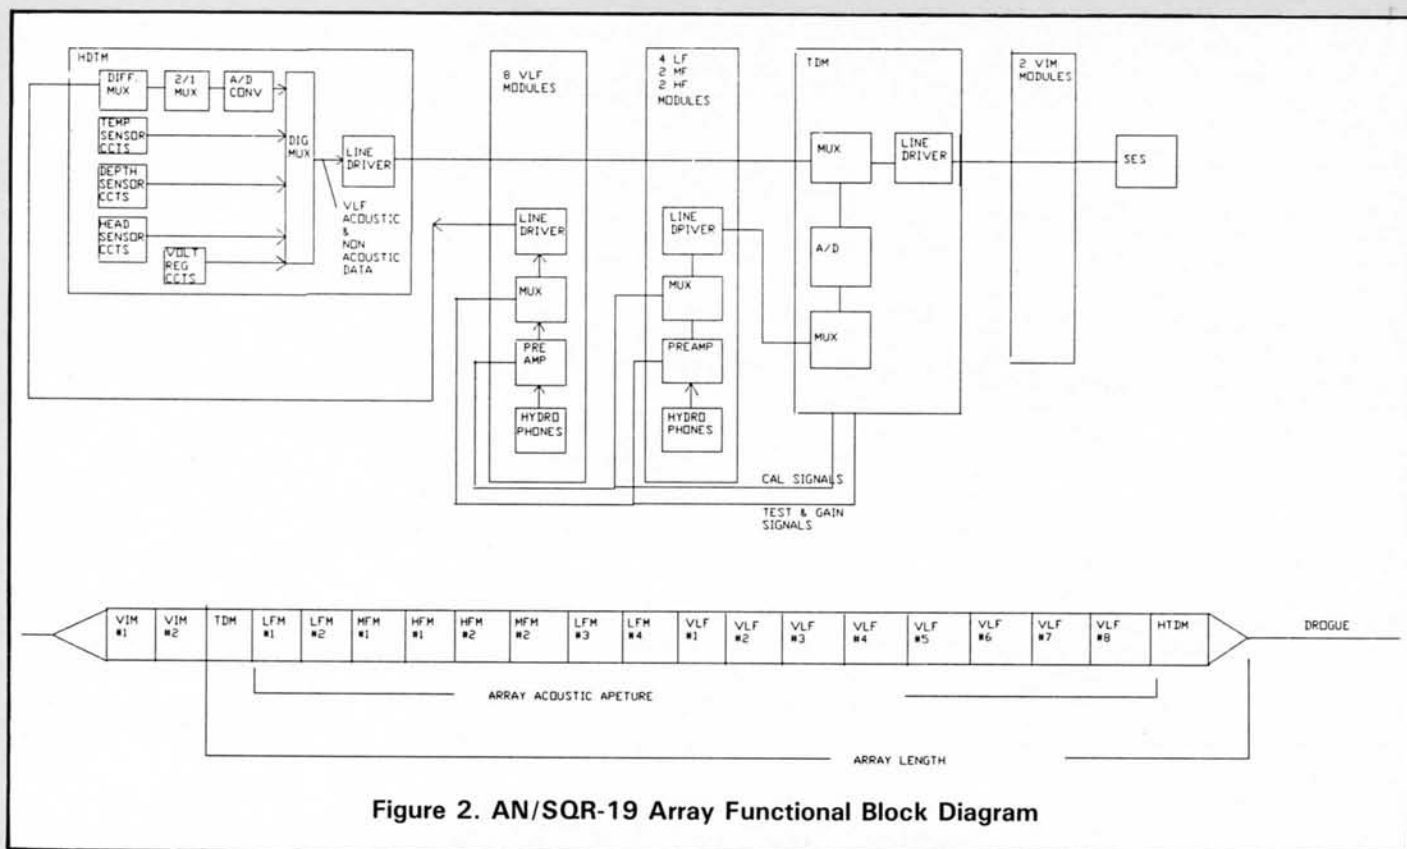 HDTM
DIFF.
MUX
2/1
MUX
A/D
CONV
TEMP
SENSOR
CCTS
DEPTH
SENSOR
CCTS
HEAD
SENSOR
CCTS
VOLT
REG
CCTS
DIG
MUX
LINE
DRIVER
VLF
ACOUSTIC
&
NON
ACOUSTIC
DATA
8 VLF
MODULES
LINE
DRIVER
MUX
PRE
AMP
HYDRO
PHONES
4 LF
2 MF
2 HF
MODULES
LINE
DRIVER
MUX
PREAMP
HYDRO
PHONES
TDM
MUX
LINE
DRIVER
A/D
MUX
2 VIM
MODULES
SES
CAL SIGNALS
TEST & GAIN
SIGNALS
VIM
#1
VIM
#2
TDM
LFM
#1
LFM
#2
MFM
#1
HFM
#1
HFM
#2
MFM
#2
LFM
#3
LFM
#4
VLF
#1
VLF
#2
VLF
#3
VLF
#4
VLF
#5
VLF
#6
VLF
#7
VLF
#8
HTDM
DROGUE
ARRAY ACOUSTIC APETURE
ARRAY LENGTH
Figure 2. AN/SQR-19 Array Functional Block Diagram